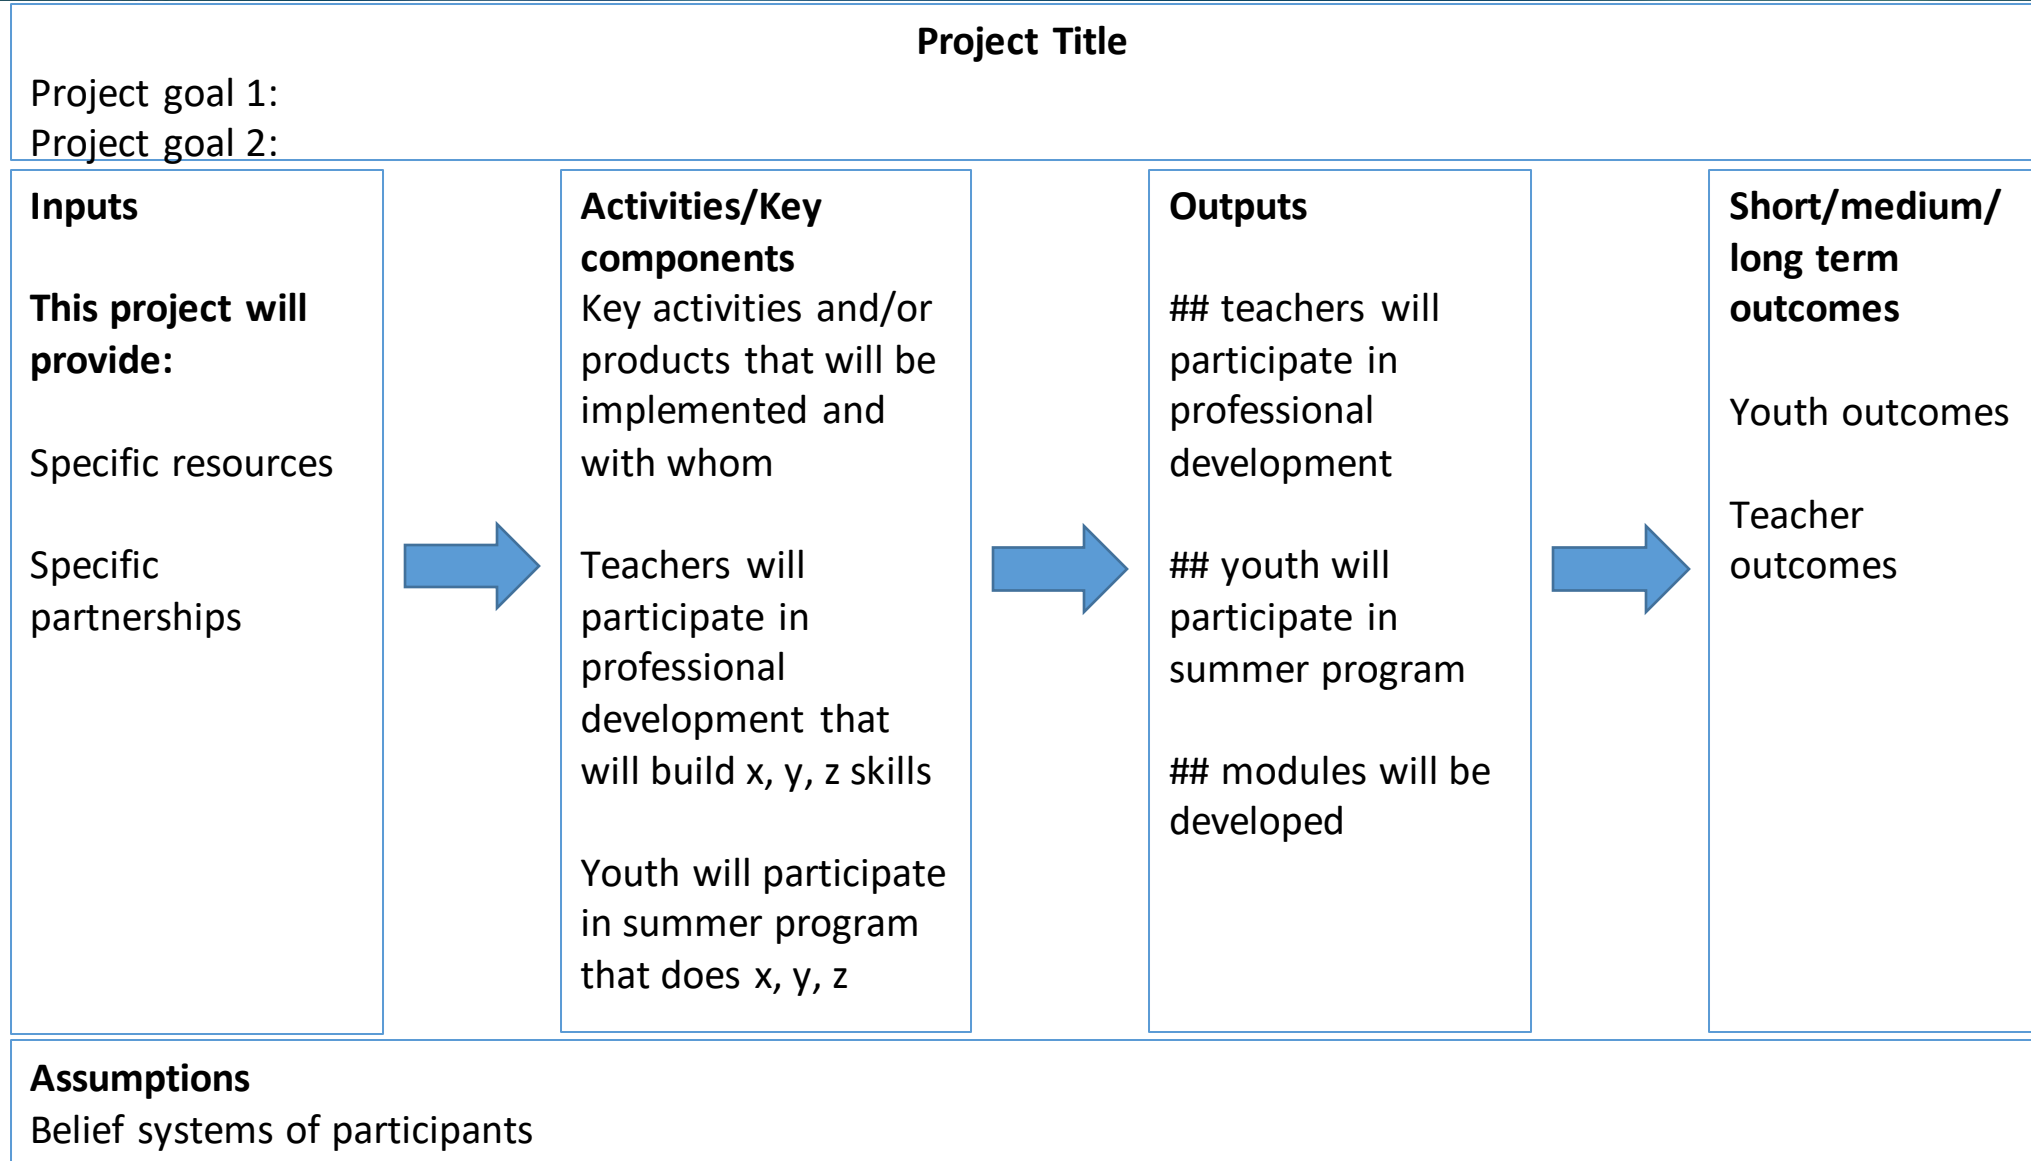 Project Title
Project goal 1:
Project goal 2:
Inputs
This project will
provide:
Specific resources
Specific
partnerships
Activities/Key
components
Key activities and/or
products that will be
implemented and
with whom
Teachers will
participate in
professional
development that
will build x, y, z skills
Youth will participate
in summer program
that does x, y, z
Outputs
## teachers will
participate in
professional
development
## youth will
participate in
summer program
## modules will be
developed
Short/medium/
long term
outcomes
Youth outcomes
Teacher
outcomes
Assumptions
Belief systems of participants